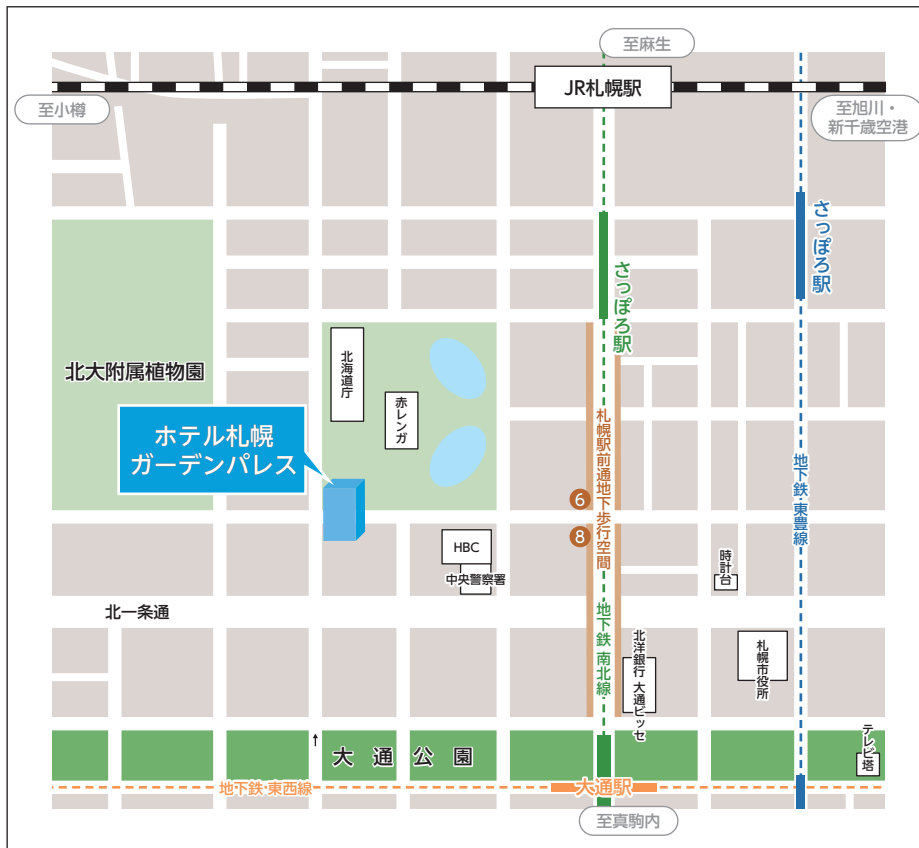 至麻生
JR札幌駅
至小樽
至旭川・
新千歳空港
さっぽろ駅
さっぽろ駅
北大附属植物園
北海道庁
赤レンガ
ホテル札幌
ガーデンパレス
札幌駅前通地下歩行空間
地下鉄 東豊線
6
8
HBC
中央警察署
時計台
北一条通
地下鉄 南北線
北洋銀行 大通ビッセ
札幌市役所
テレビ塔
↑
大通公園
地下鉄 東西線
大通駅
至真駒内